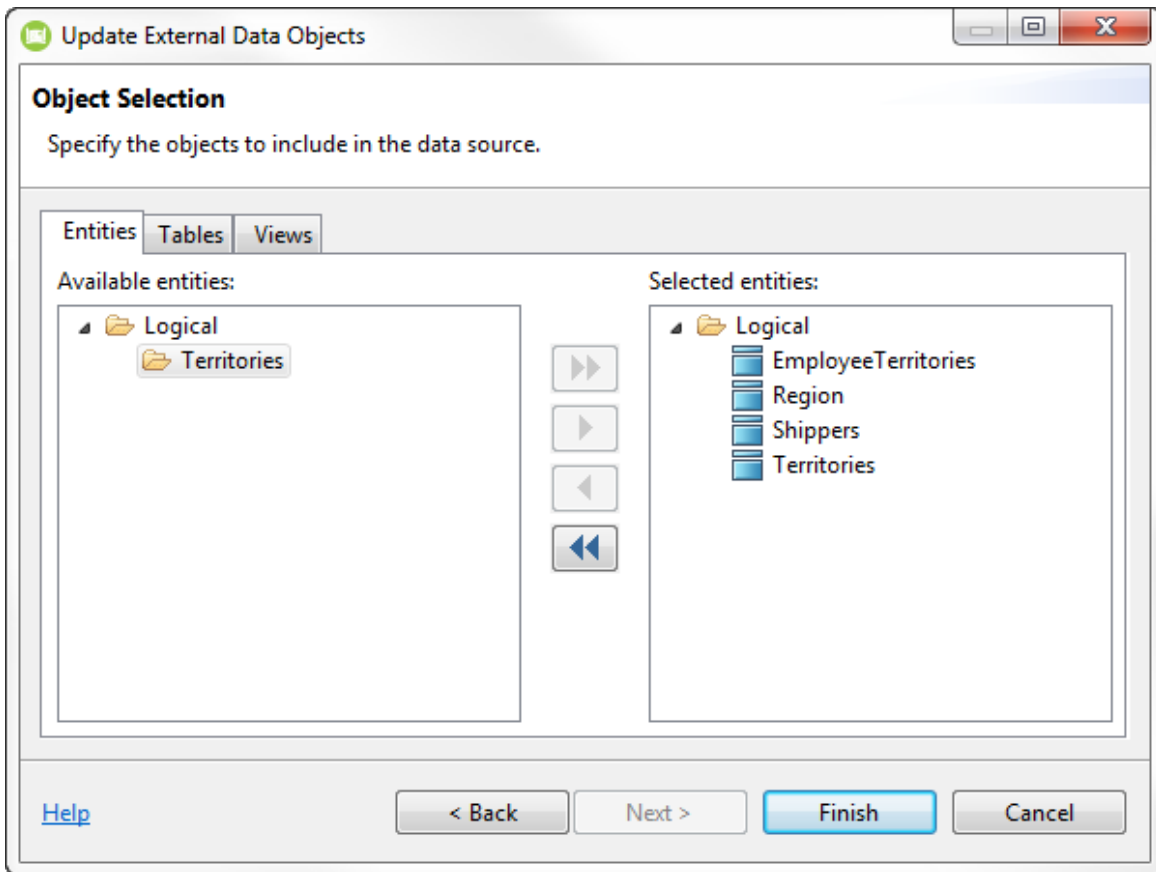 Update External Data Objects
Object Selection
Specify the objects to include in the data source.
Entities Tables Views
Available entities: Selected entities:
Logical Logical
Territories EmployeeTerritories
Region
Shippers
Territories
Help < Back Next > Finish Cancel